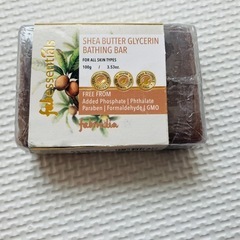 SHEA BUTTER GLYCERIN
BATHING BAR
FOR ALL SKIN TYPES
100g / 3.53oz.
FREE FROM
Added Phosphate | Phthalate
Paraben | Formaldehyde | GMO
essentials